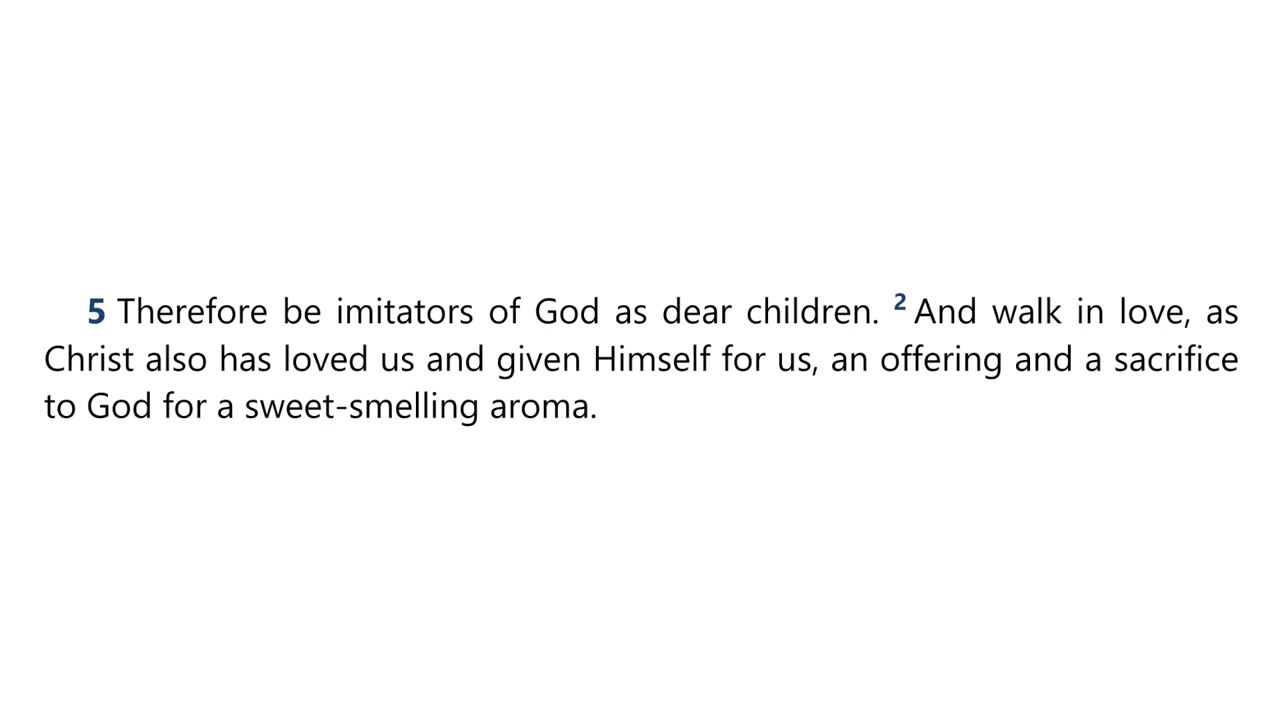 5 Therefore be imitators of God as dear children. 2 And walk in love, as
Christ also has loved us and given Himself for us, an offering and a sacrifice
to God for a sweet-smelling aroma.